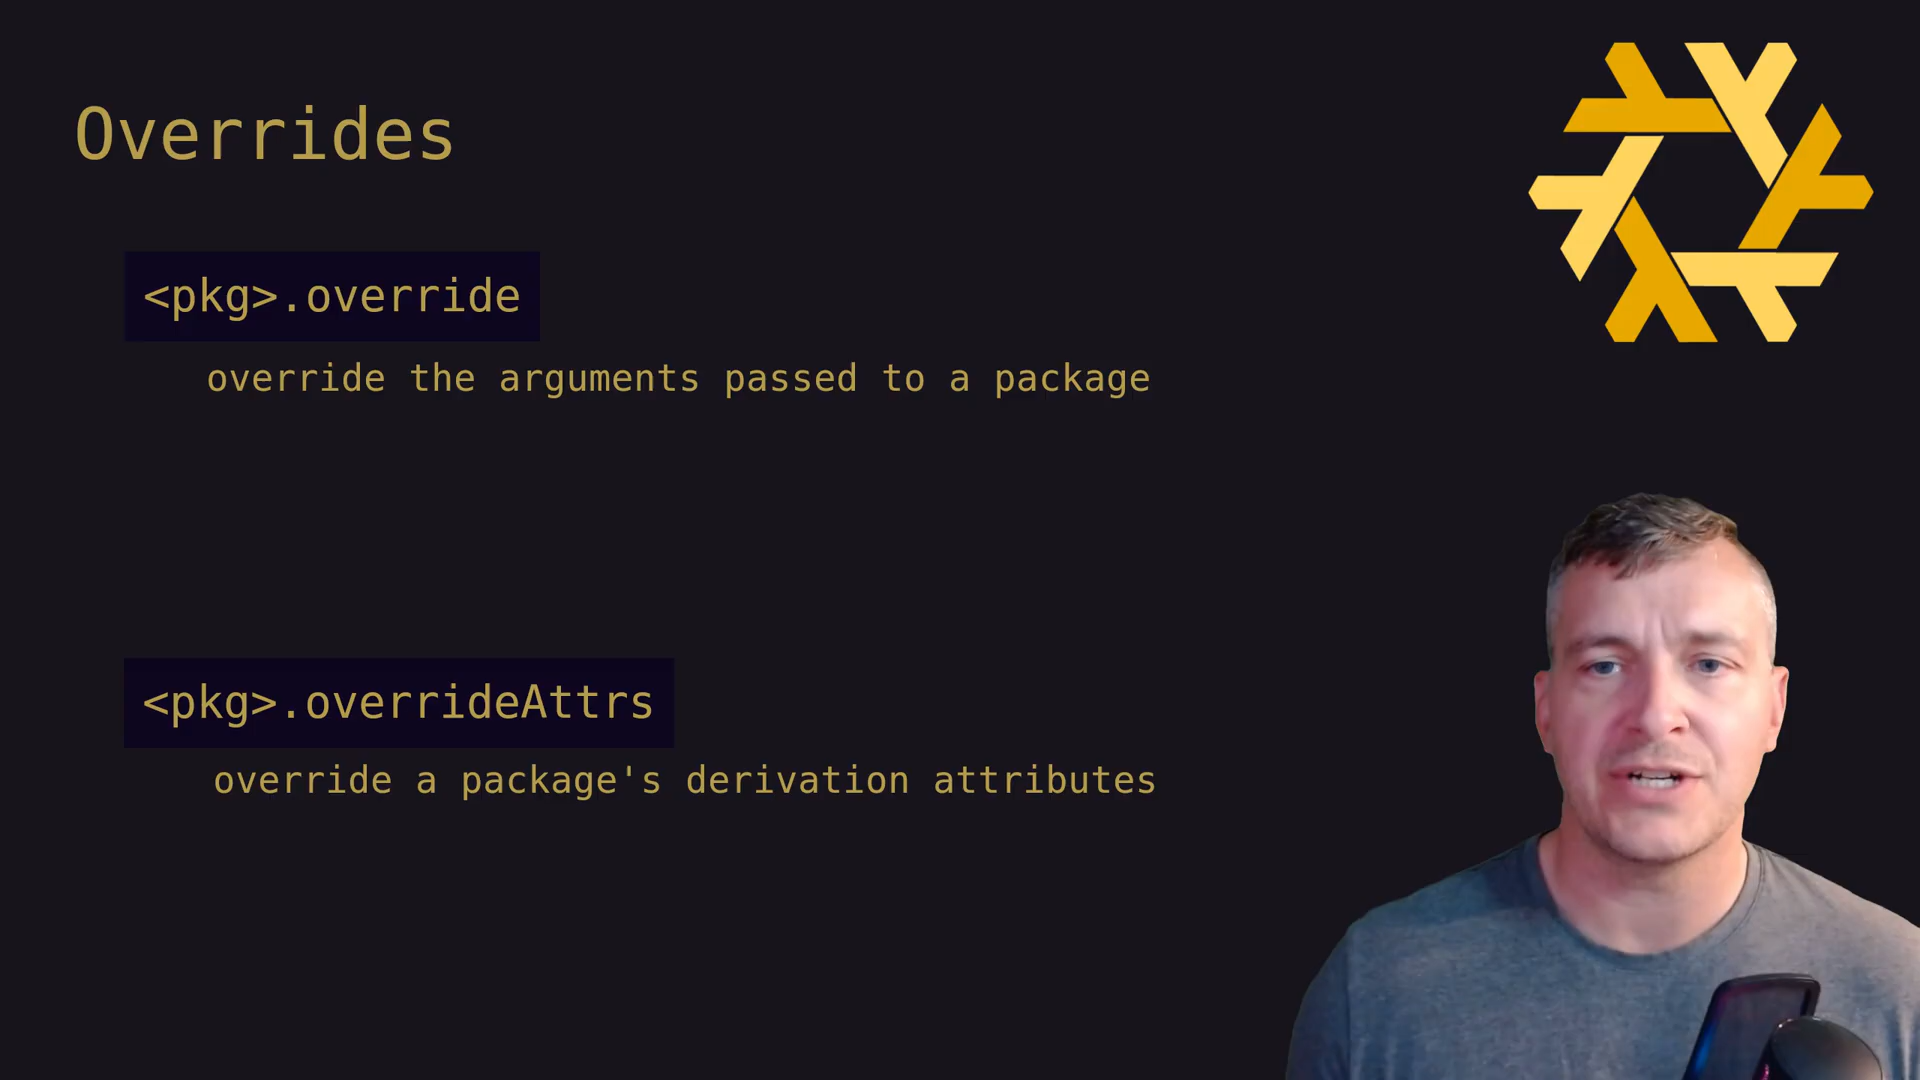 Overrides
<pkg>.override
override the arguments passed to a package
<pkg>.overrideAttrs
override a package's derivation attributes